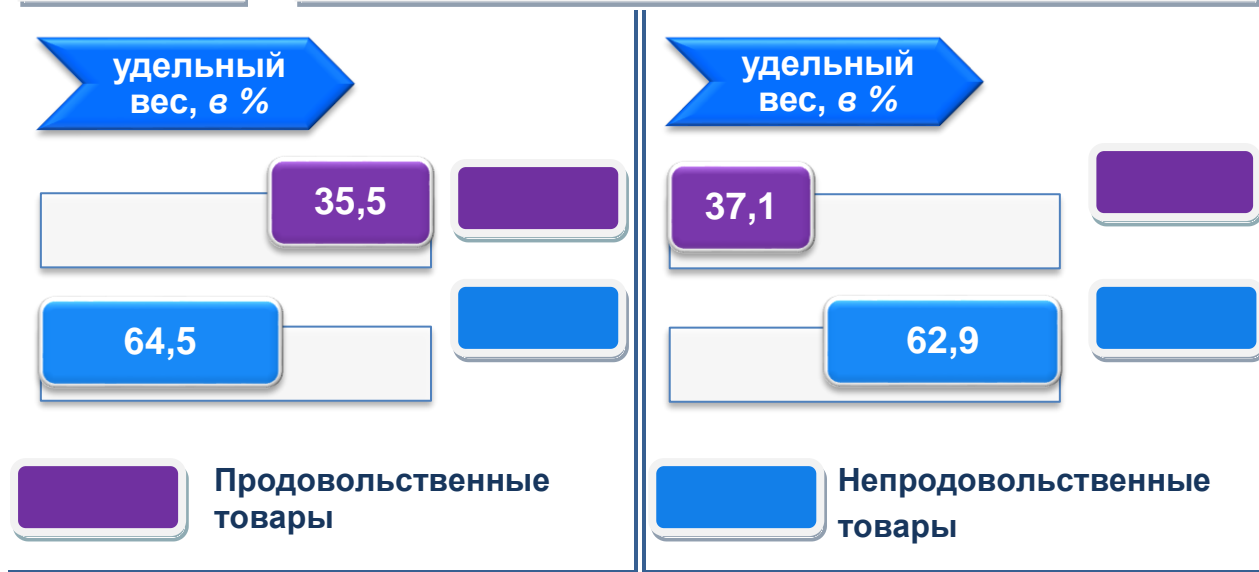 удельный
вес, в %
35,5
64,5
удельный
вес, в %
37,1
62,9
Продовольственные
товары
Непродовольственные
товары